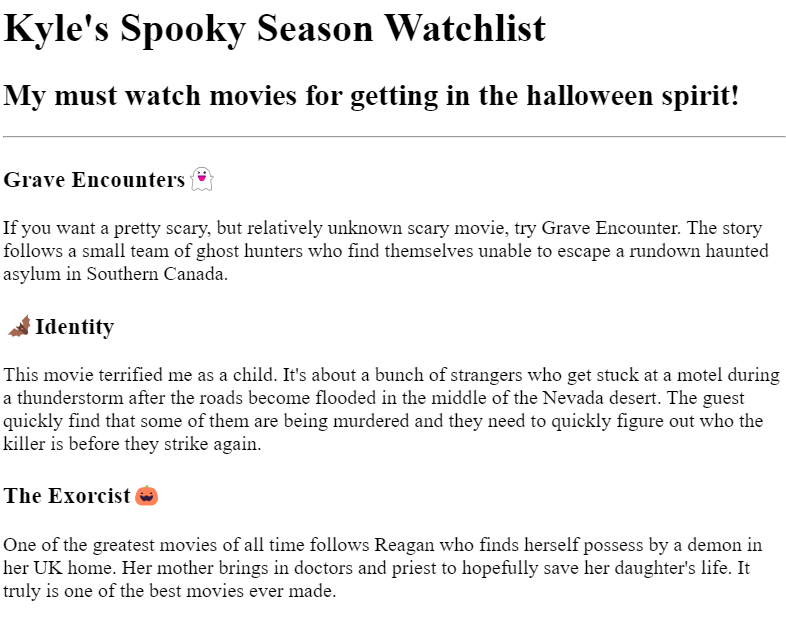 Kyle's Spooky Season Watchlist
My must watch movies for getting in the halloween spirit!
Grave Encounters
If you want a pretty scary, but relatively unknown scary movie, try Grave Encounter. The story
follows a small team of ghost hunters who find themselves unable to escape a rundown haunted
asylum in Southern Canada.
Identity
This movie terrified me as a child. It's about a bunch of strangers who get stuck at a motel during
a thunderstorm after the roads become flooded in the middle of the Nevada desert. The guest
quickly find that some of them are being murdered and they need to quickly figure out who the
killer is before they strike again.
The Exorcist
One of the greatest movies of all time follows Reagan who finds herself possess by a demon in
her UK home. Her mother brings in doctors and priest to hopefully save her daughter's life. It
truly is one of the best movies ever made.